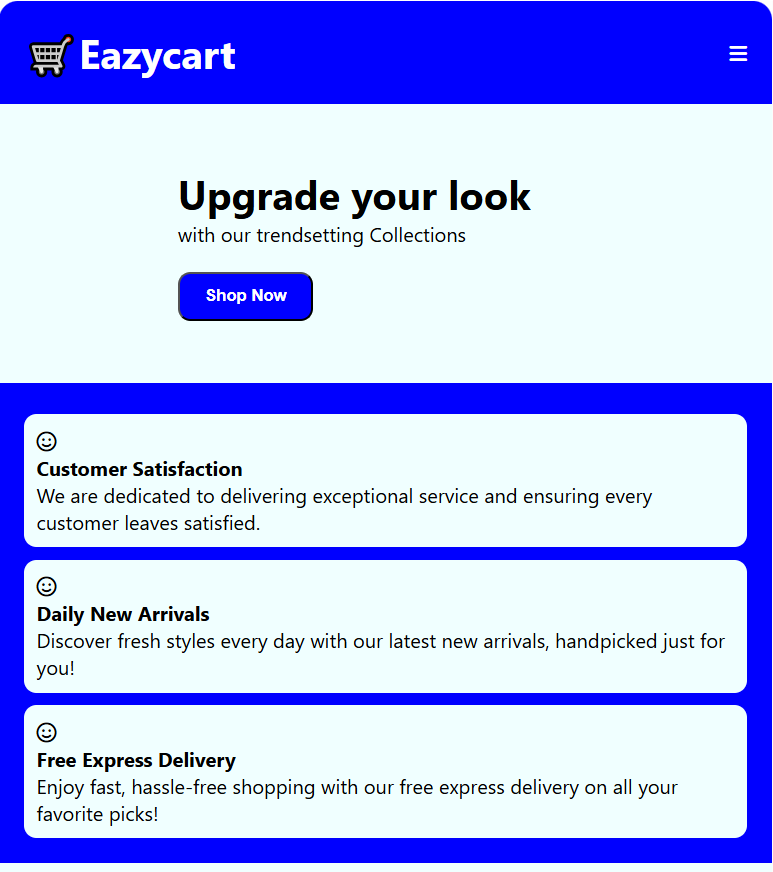 Eazycart
Upgrade your look
with our trendsetting Collections
Shop Now
Customer Satisfaction
We are dedicated to delivering exceptional service and ensuring every
customer leaves satisfied.
Daily New Arrivals
Discover fresh styles every day with our latest new arrivals, handpicked just for
you!
Free Express Delivery
Enjoy fast, hassle-free shopping with our free express delivery on all your
favorite picks!